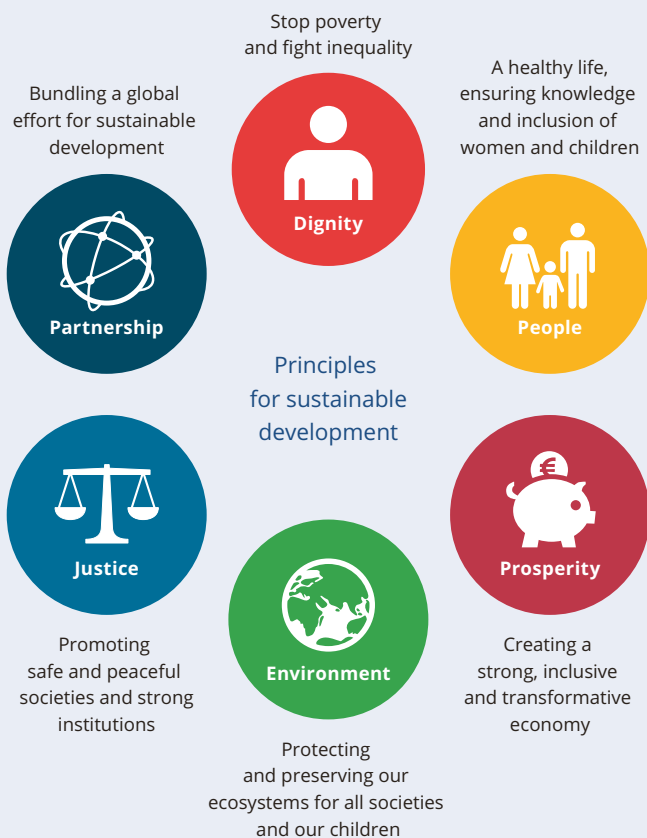 Stop poverty
and fight inequality
Dignity
A healthy life,
ensuring knowledge
and inclusion of
women and children
People
Bundling a global
effort for sustainable
development
Partnership
Principles
for sustainable
development
Justice
Promoting
safe and peaceful
societies and strong
institutions
€
Prosperity
Creating a
strong, inclusive
and transformative
economy
Environment
Protecting
and preserving our
ecosystems for all societies
and our children